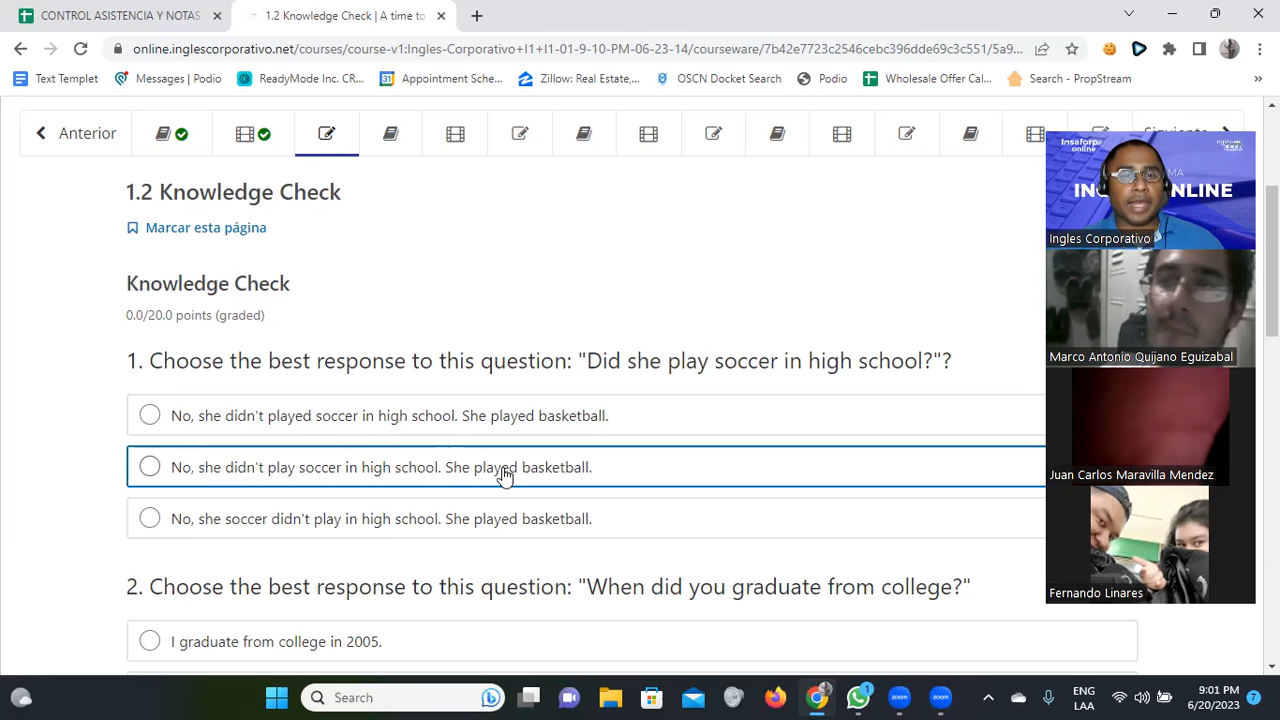 CONTROL ASISTENCIA Y NOTAS
1.2 Knowledge Check | A time to
online.inglescorporativo.net/courses/course-v1:Ingles-Corporativo+I1+I1-01-9-10-PM-06-23-14/courseware/7b42e7723c2546cebc396dde69c3c551/5a9...
Text Templet
Messages | Podio
ReadyMode Inc. CR...
Appointment Sche...
Zillow: Real Estate,...
OSCN Docket Search
Podio
Wholesale Offer Cal...
Search - PropStream
»
Anterior
1.2 Knowledge Check
Marcar esta página
Knowledge Check
0.0/20.0 points (graded)
1. Choose the best response to this question: "Did she play soccer in high school?"?
No, she didn't played soccer in high school. She played basketball.
No, she didn't play soccer in high school. She played basketball.
No, she soccer didn't play in high school. She played basketball.
2. Choose the best response to this question: "When did you graduate from college?"
I graduate from college in 2005.
Ingles Corporativo
Marco Antonio Quijano Eguizabal
Juan Carlos Maravilla Mendez
Fernando Linares
Search
ENG
LAA
9:01 PM
6/20/2023
7